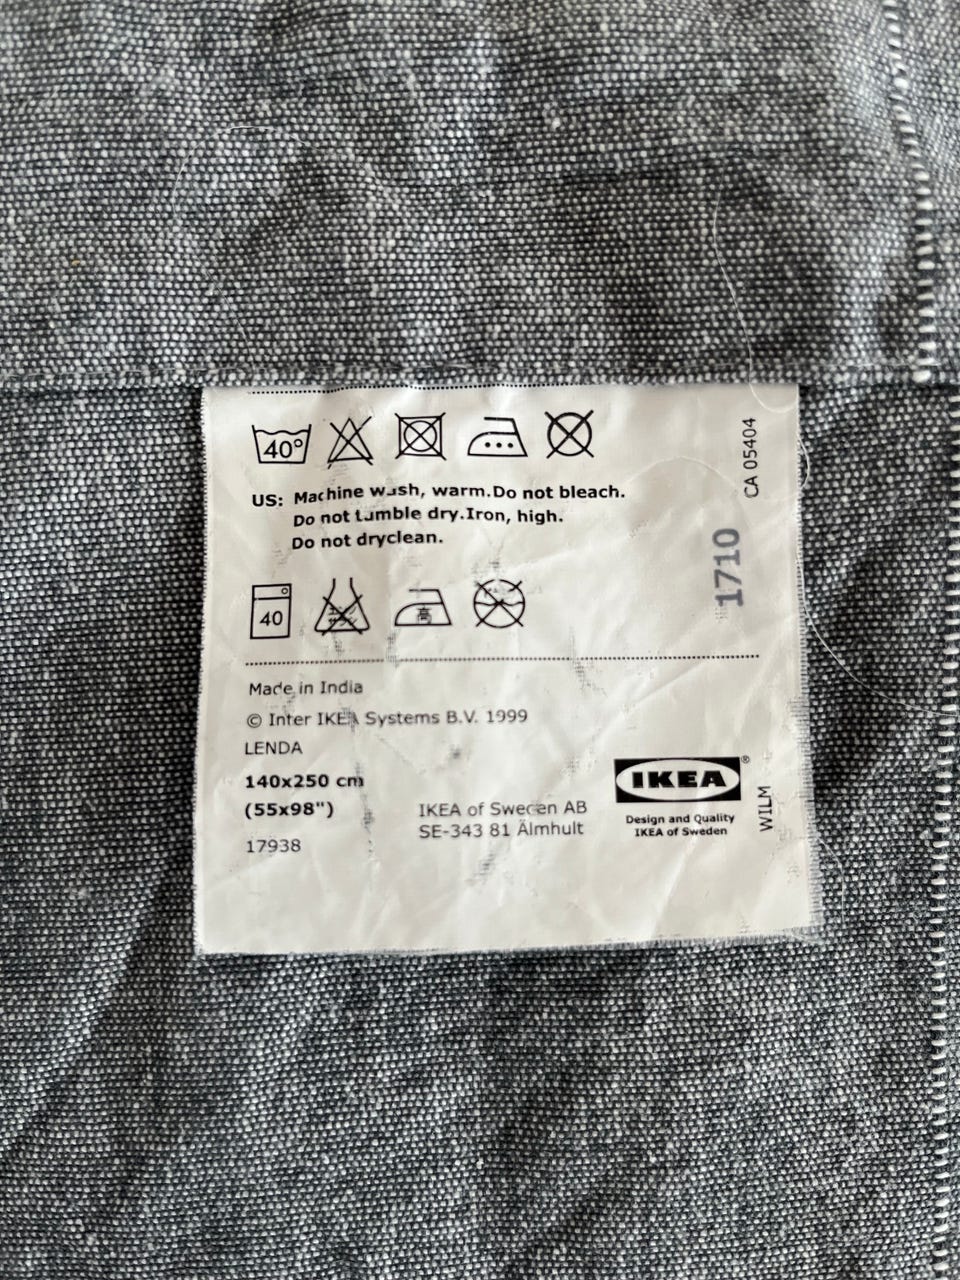 40°
US: Machine wash, warm.Do not bleach.
Do not tumble dry.Iron, high.
Do not dryclean.
40
高
Made in India
© Inter IKEA Systems B.V. 1999
LENDA
140x250 cm
(55x98")
17938
IKEA of Sweden AB
SE-343 81 Älmhult
IKEA®
Design and Quality
IKEA of Sweden
CA 05404
1710
WILM